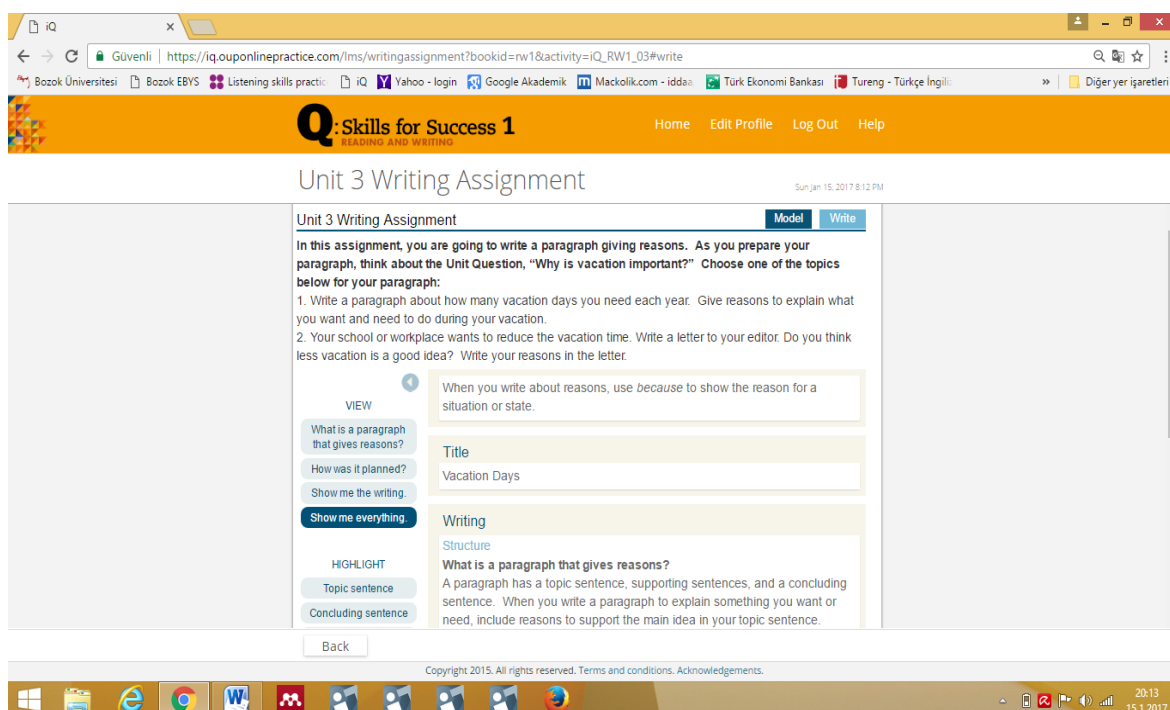 iQ
Güvenli | https://iq.ouponlinepractice.com/lms/writingassignment?bookid=rw1&activity=iQ_RW1_03#write
Bozok Üniversitesi Bozok EBYS Listening skills practic iQ Yahoo - login Google Akademik Mackolik.com - iddaa, Türk Ekonomi Bankası Tureng - Türkçe İngili: » Diğer yer işaretleri
Q: Skills for Success 1
READING AND WRITING
Home Edit Profile Log Out Help
Unit 3 Writing Assignment
Sun Jan 15, 2017 8:12 PM
Unit 3 Writing Assignment
Model Write
In this assignment, you are going to write a paragraph giving reasons. As you prepare your
paragraph, think about the Unit Question, “Why is vacation important?” Choose one of the topics
below for your paragraph:
1. Write a paragraph about how many vacation days you need each year. Give reasons to explain what
you want and need to do during your vacation.
2. Your school or workplace wants to reduce the vacation time. Write a letter to your editor. Do you think
less vacation is a good idea? Write your reasons in the letter.
VIEW
What is a paragraph
that gives reasons?
How was it planned?
Show me the writing.
Show me everything.
HIGHLIGHT
Topic sentence
Concluding sentence
When you write about reasons, use because to show the reason for a
situation or state.
Title
Vacation Days
Writing
Structure
What is a paragraph that gives reasons?
A paragraph has a topic sentence, supporting sentences, and a concluding
sentence. When you write a paragraph to explain something you want or
need, include reasons to support the main idea in your topic sentence.
Back
Copyright 2015. All rights reserved. Terms and conditions. Acknowledgements.
20:13
15.1.2017